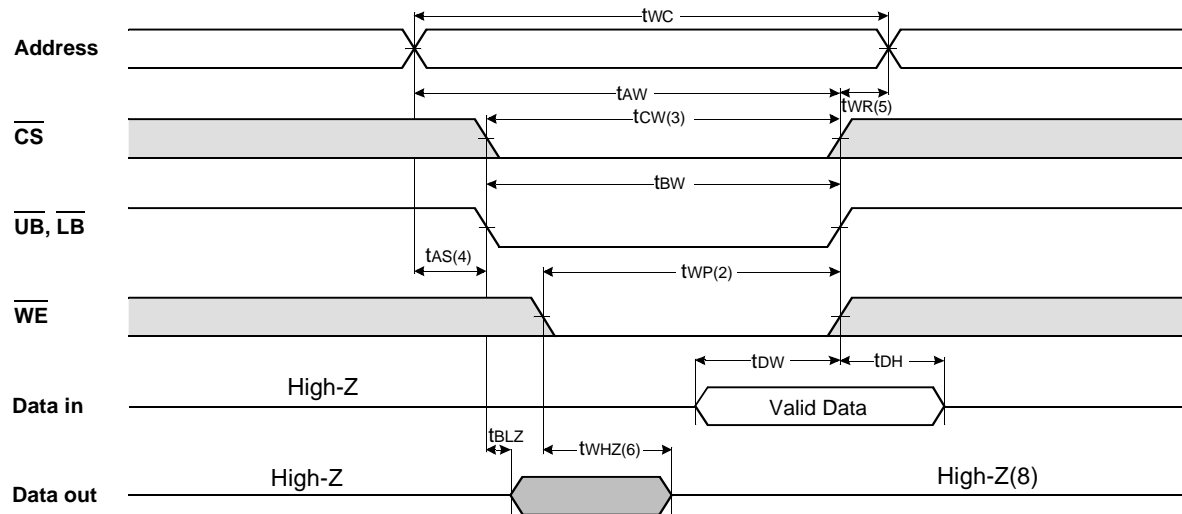 tWC
Address
tAW
tWR(5)
tCW(3)
CS
tBW
UB, LB
tAS(4)
tWP(2)
WE
tDW
tDH
High-Z
Data in
Valid Data
tBLZ
tWHZ(6)
High-Z
High-Z(8)
Data out